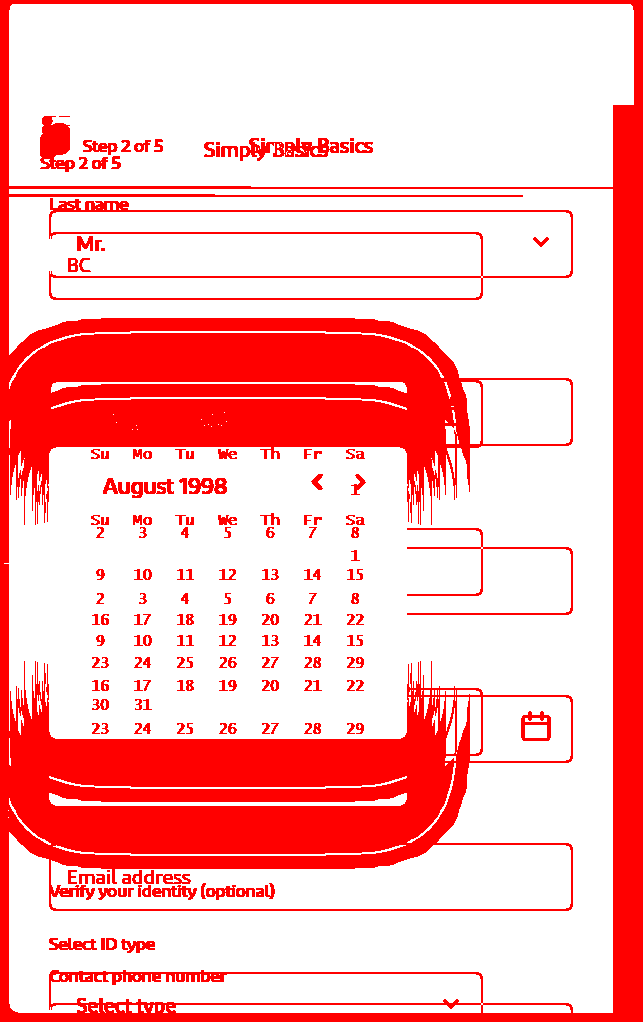 Step 2 of 5 Simply Basics
Step 2 of 5 Simply Basics
Last name
Mr.
BC
Su Mo Tu We Th Fr Sa
August 1998
1
Su Mo Tu We Th Fr Sa
2 3 4 5 6 7 8
1
9 10 11 12 13 14 15
2 3 4 5 6 7 8
16 17 18 19 20 21 22
9 10 11 12 13 14 15
23 24 25 26 27 28 29
16 17 18 19 20 21 22
30 31
23 24 25 26 27 28 29
Email address
Verify your identity (optional)
Select ID type
Contact phone number
Select type